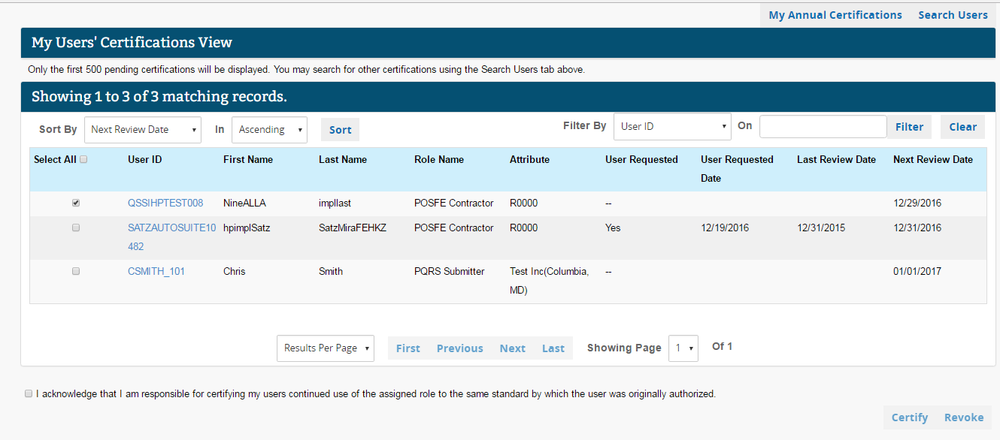 My Annual Certifications Search Users
My Users' Certifications View
Only the first 500 pending certifications will be displayed. You may search for other certifications using the Search Users tab above.
Showing 1 to 3 of 3 matching records.
Sort By Next Review Date In Ascending Sort Filter By User ID On Filter Clear
Select All User ID First Name Last Name Role Name Attribute User Requested User Requested Last Review Date Next Review Date
Date
QSSIHPTEST008 NineALLA impllast POSFE Contractor R0000 -- 12/29/2016
SATZAUTOSUITE10 hpimplSatz SatzMiraFEHKZ POSFE Contractor R0000 Yes 12/19/2016 12/31/2015 12/31/2016
482
CSMITH_101 Chris Smith PQRS Submitter Test Inc(Columbia, -- 01/01/2017
MD)
Results Per Page First Previous Next Last Showing Page 1 Of 1
I acknowledge that I am responsible for certifying my users continued use of the assigned role to the same standard by which the user was originally authorized.
Certify Revoke